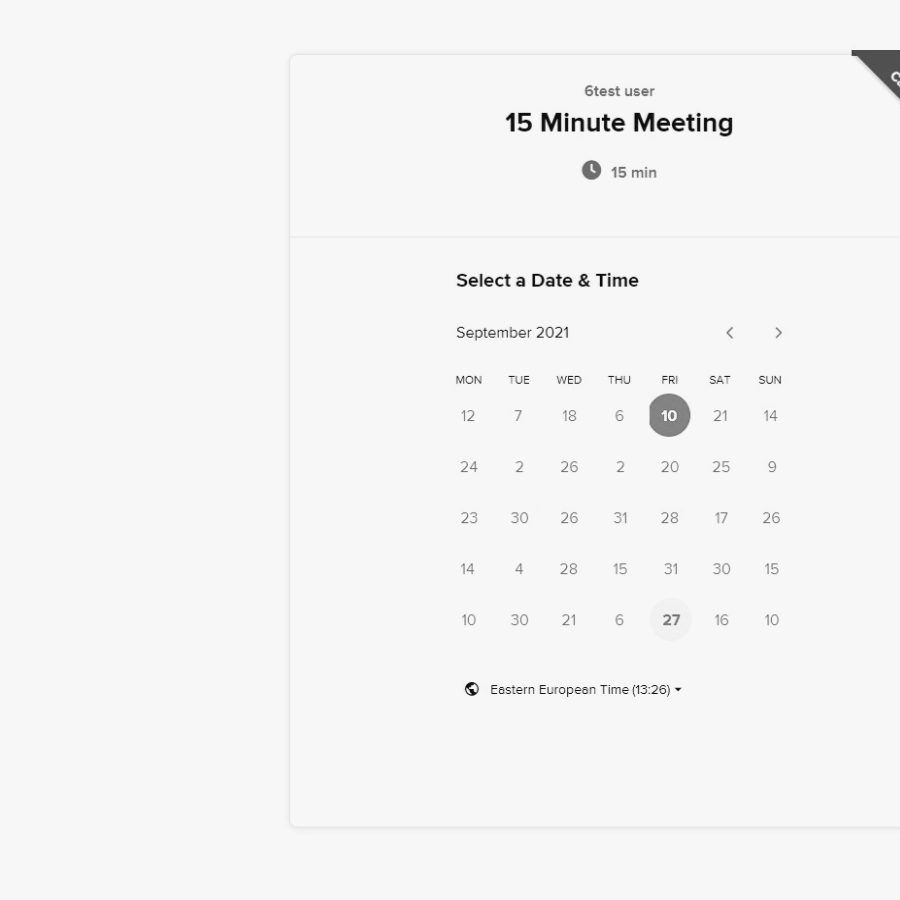 6test user
15 Minute Meeting
15 min
Select a Date & Time
September 2021
MON TUE WED THU FRI SAT SUN
12 7 18 6 10 21 14
24 2 26 2 20 25 9
23 30 26 31 28 17 26
14 4 28 15 31 30 15
10 30 21 6 27 16 10
Eastern European Time (13:26)